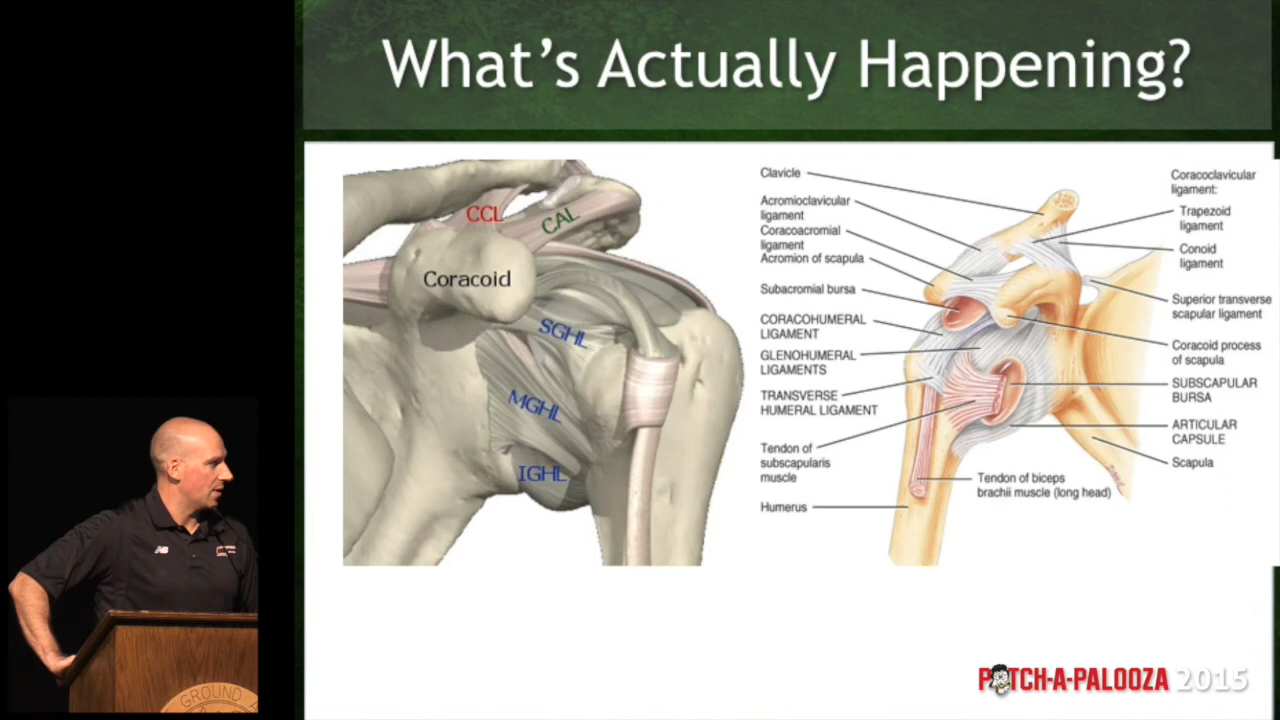 What's Actually Happening?
CCL
CAL
Coracoid
SGHL
MGHL
IGHL
Clavicle
Acromioclavicular
ligament
Coracoacromial
ligament
Acromion of scapula
Subacromial bursa
CORACOHUMERAL
LIGAMENT
GLENOHUMERAL
LIGAMENTS
TRANSVERSE
HUMERAL LIGAMENT
Tendon of
subscapularis
muscle
Humerus
Tendon of biceps
brachii muscle (long head)
Coracoclavicular
ligament:
Trapezoid
ligament
Conoid
ligament
Superior transverse
scapular ligament
Coracoid process
of scapula
SUBSCAPULAR
BURSA
ARTICULAR
CAPSULE
Scapula
NB
GROUND
PITCH-A-PALOOZA 2015